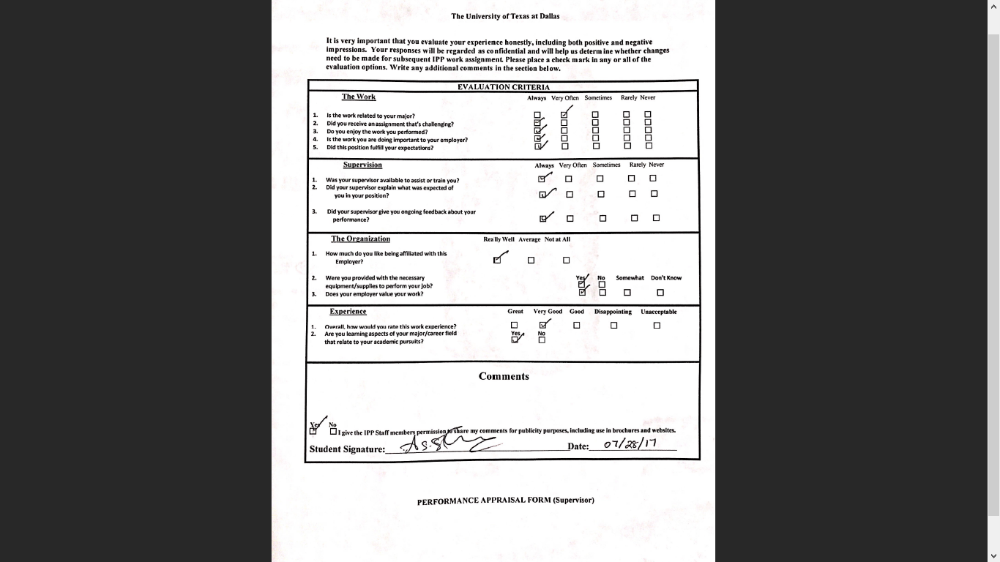 The University of Texas at Dallas
It is very important that you evaluate your experience honestly, including both positive and negative
impressions. Your responses will be regarded as confidential and will help us determine whether changes
need to be made for subsequent IPP work assignment. Please place a check mark in any or all of the
evaluation options. Write any additional comments in the section below.
EVALUATION CRITERIA
The Work Always Very Often Sometimes Rarely Never
1. Is the work related to your major?
2. Did you receive an assignment that's challenging?
3. Do you enjoy the work you performed?
4. Is the work you are doing important to your employer?
5. Did this position fulfill your expectations?
Supervision Always Very Often Sometimes Rarely Never
1. Was your supervisor available to assist or train you?
2. Did your supervisor explain what was expected of
you in your position?
3. Did your supervisor give you ongoing feedback about your
performance?
The Organization Really Well Average Not at All
1. How much do you like being affiliated with this
Employer?
2. Were you provided with the necessary Yes No Somewhat Don't Know
equipment/supplies to perform your job?
3. Does your employer value your work?
Experience Great Very Good Good Disappointing Unacceptable
1. Overall, how would you rate this work experience?
2. Are you learning aspects of your major/career field Yes No
that relate to your academic pursuits?
Comments
Yes No
I give the IPP Staff members permission to share my comments for publicity purposes, including use in brochures and websites.
Student Signature: Date: 07/28/17
PERFORMANCE APPRAISAL FORM (Supervisor)